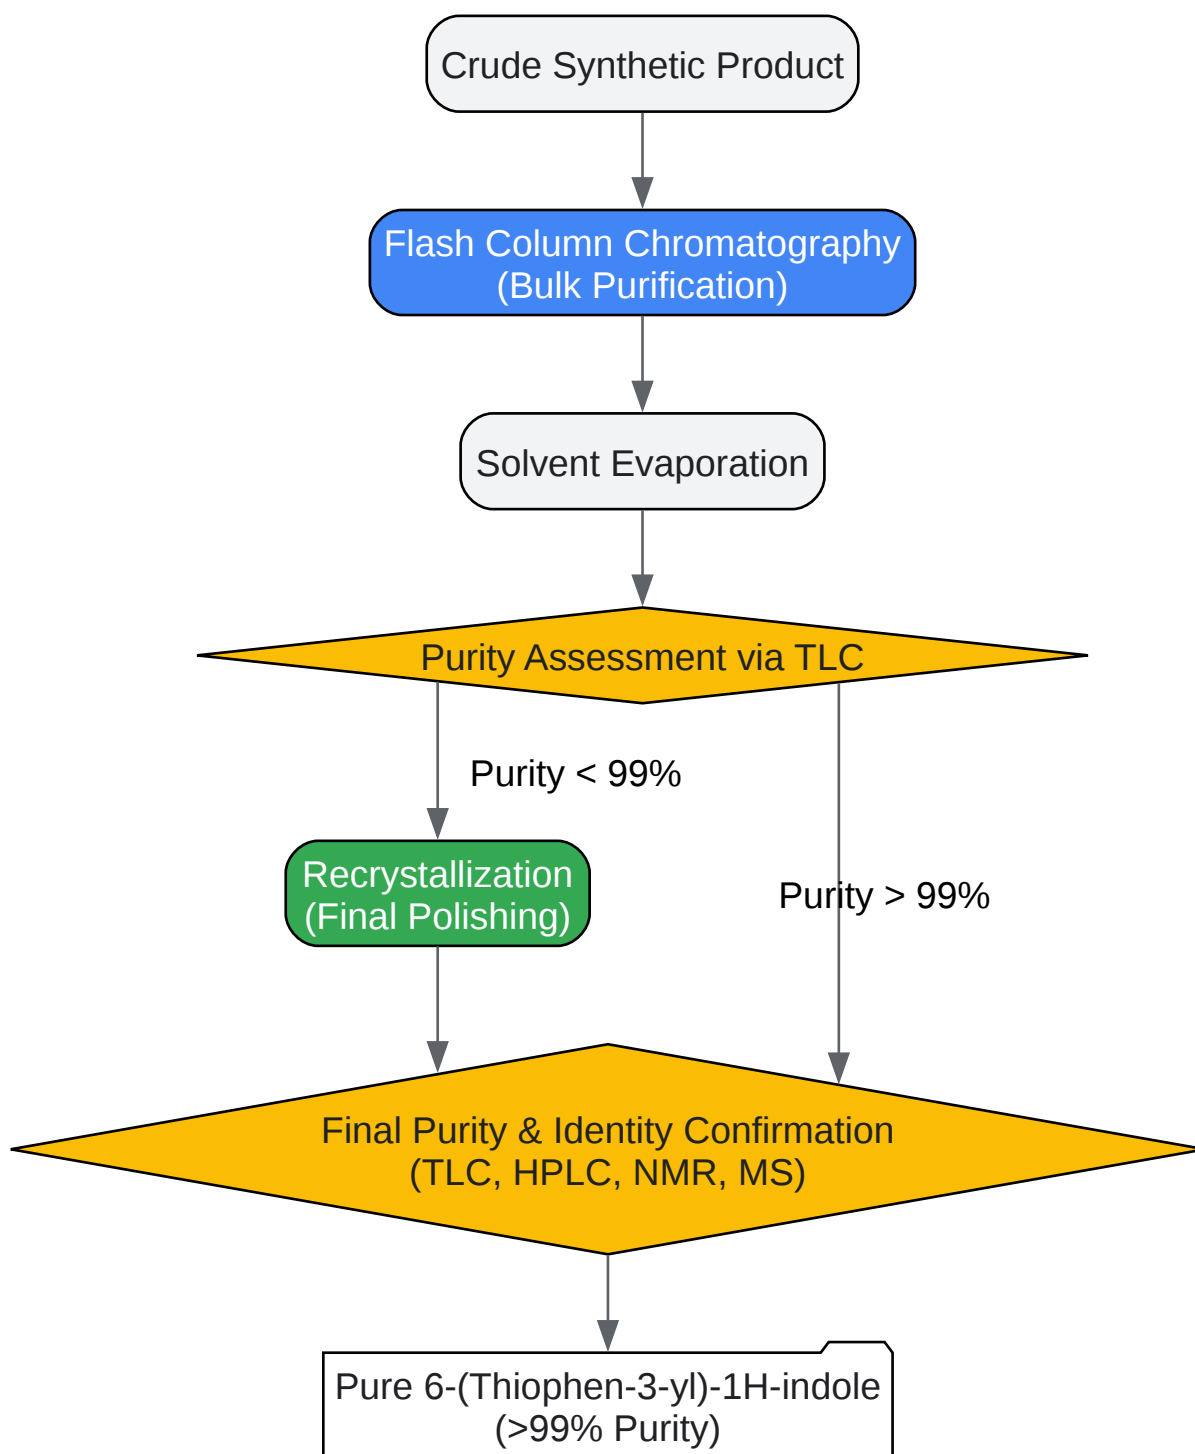 Crude Synthetic Product
Flash Column Chromatography
(Bulk Purification)
Solvent Evaporation
Purity Assessment via TLC
Purity < 99%
Recrystallization
(Final Polishing)
Purity > 99%
Final Purity & Identity Confirmation
(TLC, HPLC, NMR, MS)
Pure 6-(Thiophen-3-yl)-1H-indole
(>99% Purity)